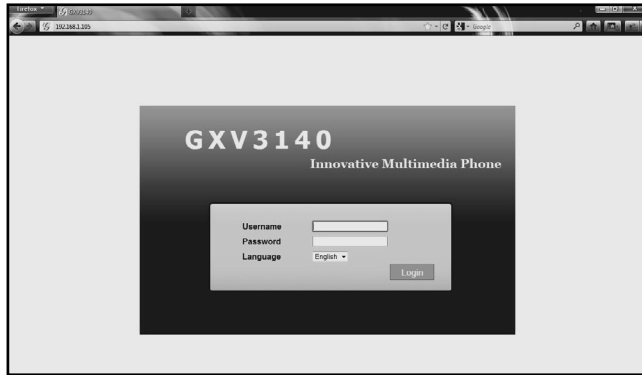 Firefox
GXV3140
192.168.1.105
Google
GXV3140
Innovative Multimedia Phone
Username
Password
Language
English
Login